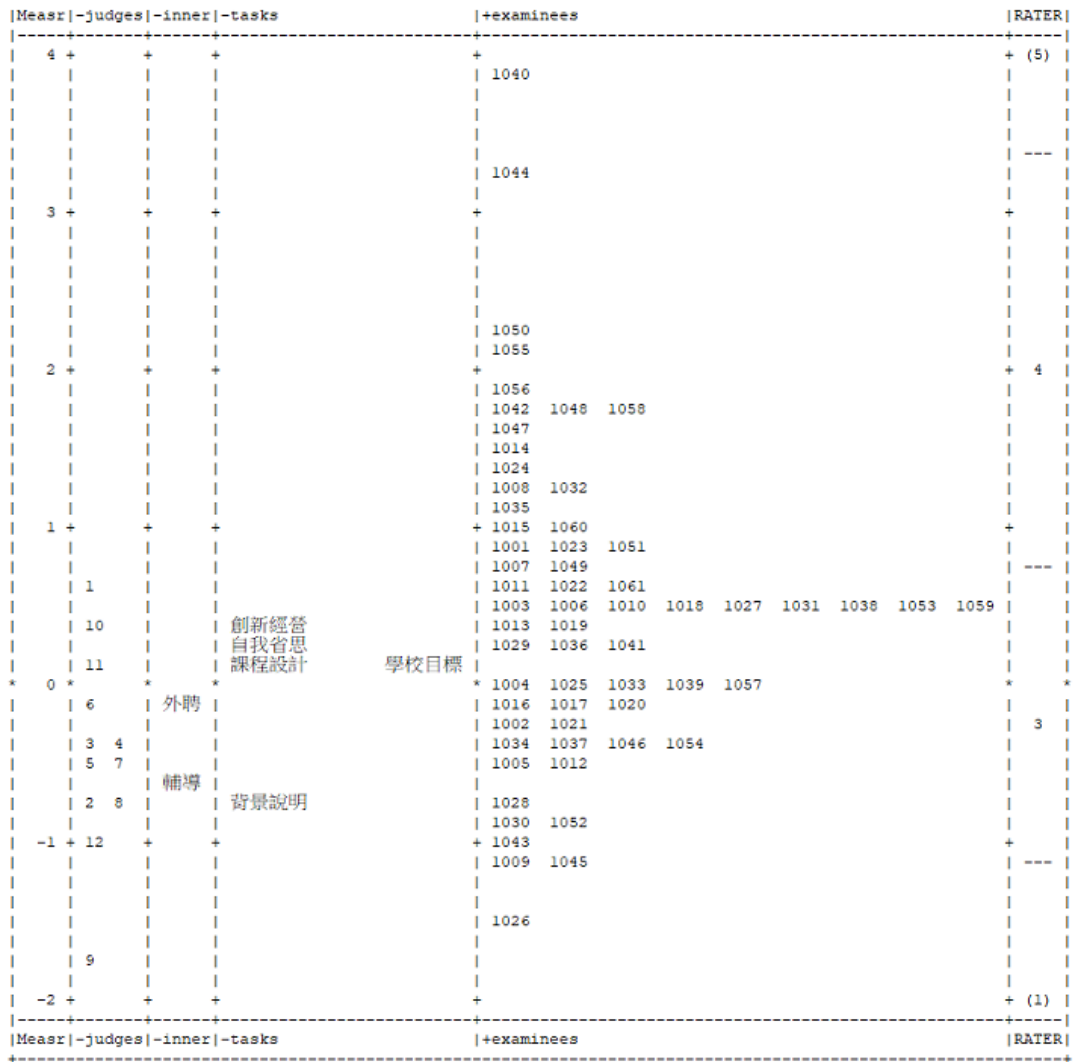 |Measr|-judges|-inner|-tasks |+examinees |RATER|
4 + + + + + (5)
1040
---
1044
3 + + + + +
1050
1055
2 + + + + + 4
1056
1042 1048 1058
1047
1014
1024
1008 1032
1035
1 + + + + 1015 1060 +
1001 1023 1051
1007 1049 ---
1 1011 1022 1061
1003 1006 1010 1018 1027 1031 1038 1053 1059
10 創新經營 1013 1019
自我省思 1029 1036 1041
11 課程設計 學校目標
* 0 * * * * 1004 1025 1033 1039 1057 * *
6 外聘 1016 1017 1020
1002 1021 3
3 4 1034 1037 1046 1054
5 7 1005 1012
輔導
2 8 背景說明 1028
1030 1052
-1 + 12 + + + 1043 +
1009 1045 ---
1026
9
-2 + + + + + (1)
|Measr|-judges|-inner|-tasks |+examinees |RATER|